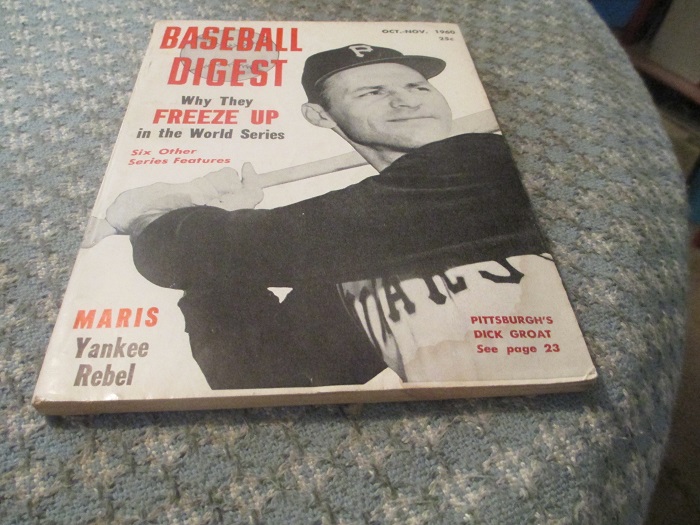 BASEBALL
DIGEST
OCT.-NOV. 1960
25c
Why They
FREEZE UP
in the World Series
Six Other
Series Features
P
MARIS
Yankee
Rebel
PITTSBURGH'S
DICK GROAT
See page 23